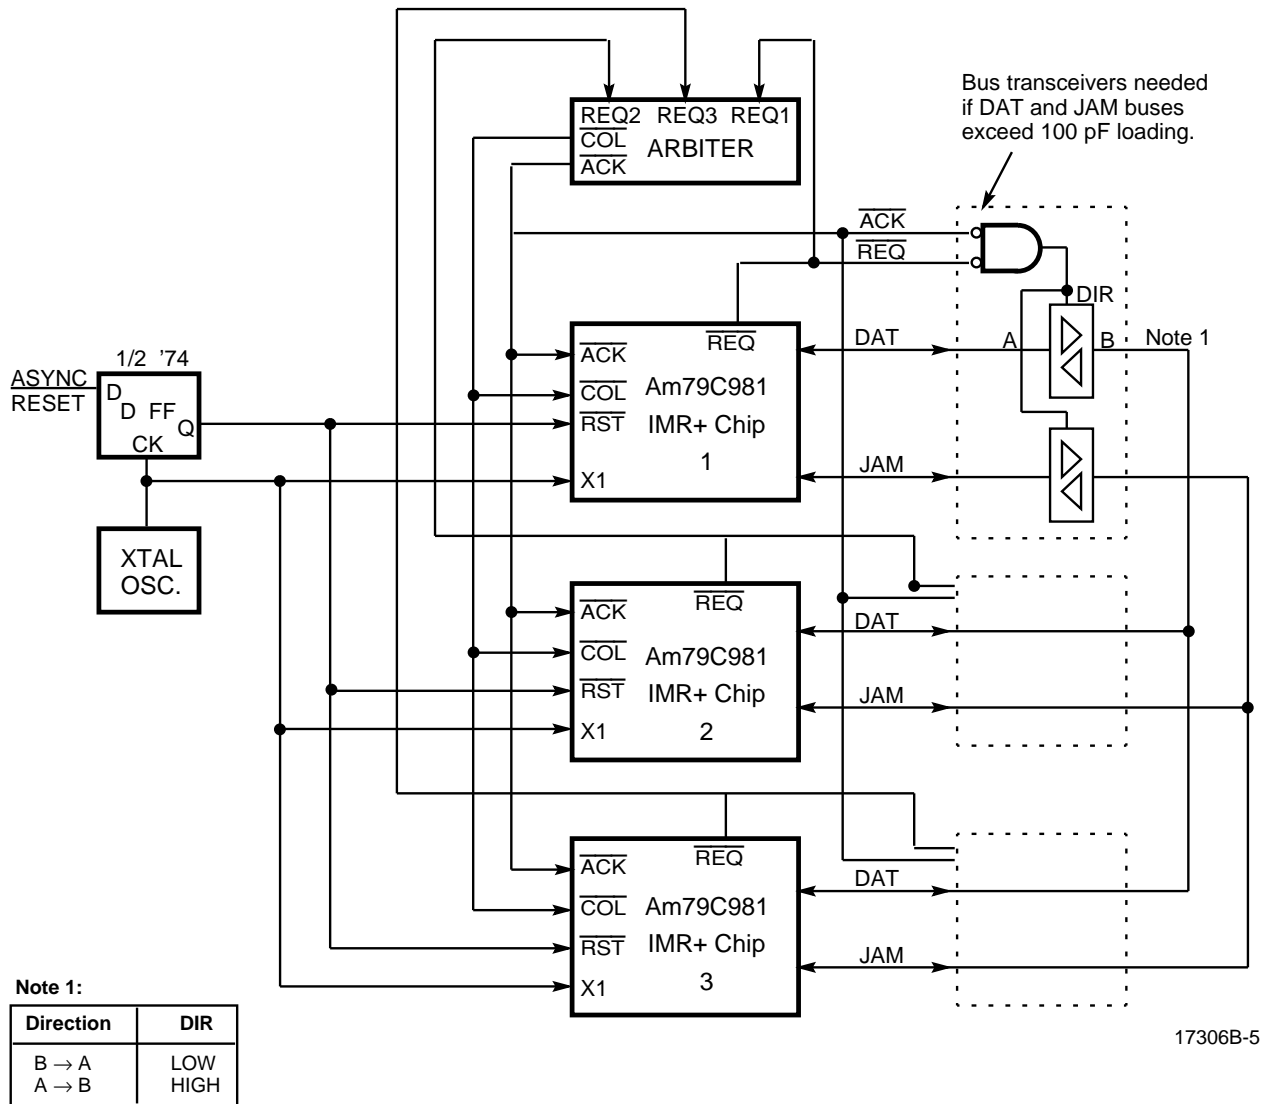 REQ2 REQ3 REQ1
COL
ARBITER
ACK
Bus transceivers needed
if DAT and JAM buses
exceed 100 pF loading.
ACK
REQ
DIR
1/2 '74
ASYNC
RESET
D
D FF
Q
CK
XTAL
OSC.
REQ
ACK
COL
RST
X1
Am79C981
IMR+ Chip
1
DAT
A
B
Note 1
JAM
REQ
ACK
COL
RST
X1
Am79C981
IMR+ Chip
2
DAT
JAM
REQ
ACK
COL
RST
X1
Am79C981
IMR+ Chip
3
DAT
JAM
Note 1:
Direction DIR
B → A LOW
A → B HIGH
17306B-5